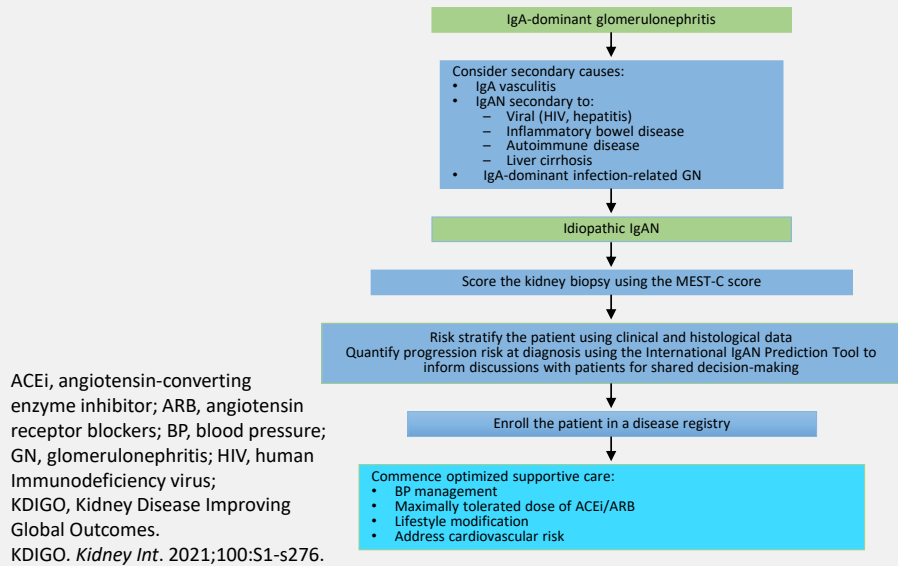 IgA-dominant glomerulonephritis
Consider secondary causes:
• IgA vasculitis
• IgAN secondary to:
– Viral (HIV, hepatitis)
– Inflammatory bowel disease
– Autoimmune disease
– Liver cirrhosis
• IgA-dominant infection-related GN
Idiopathic IgAN
Score the kidney biopsy using the MEST-C score
Risk stratify the patient using clinical and histological data
Quantify progression risk at diagnosis using the International IgAN Prediction Tool to
inform discussions with patients for shared decision-making
Enroll the patient in a disease registry
Commence optimized supportive care:
• BP management
• Maximally tolerated dose of ACEi/ARB
• Lifestyle modification
• Address cardiovascular risk
ACEi, angiotensin-converting
enzyme inhibitor; ARB, angiotensin
receptor blockers; BP, blood pressure;
GN, glomerulonephritis; HIV, human
Immunodeficiency virus;
KDIGO, Kidney Disease Improving
Global Outcomes.
KDIGO. Kidney Int. 2021;100:S1-s276.